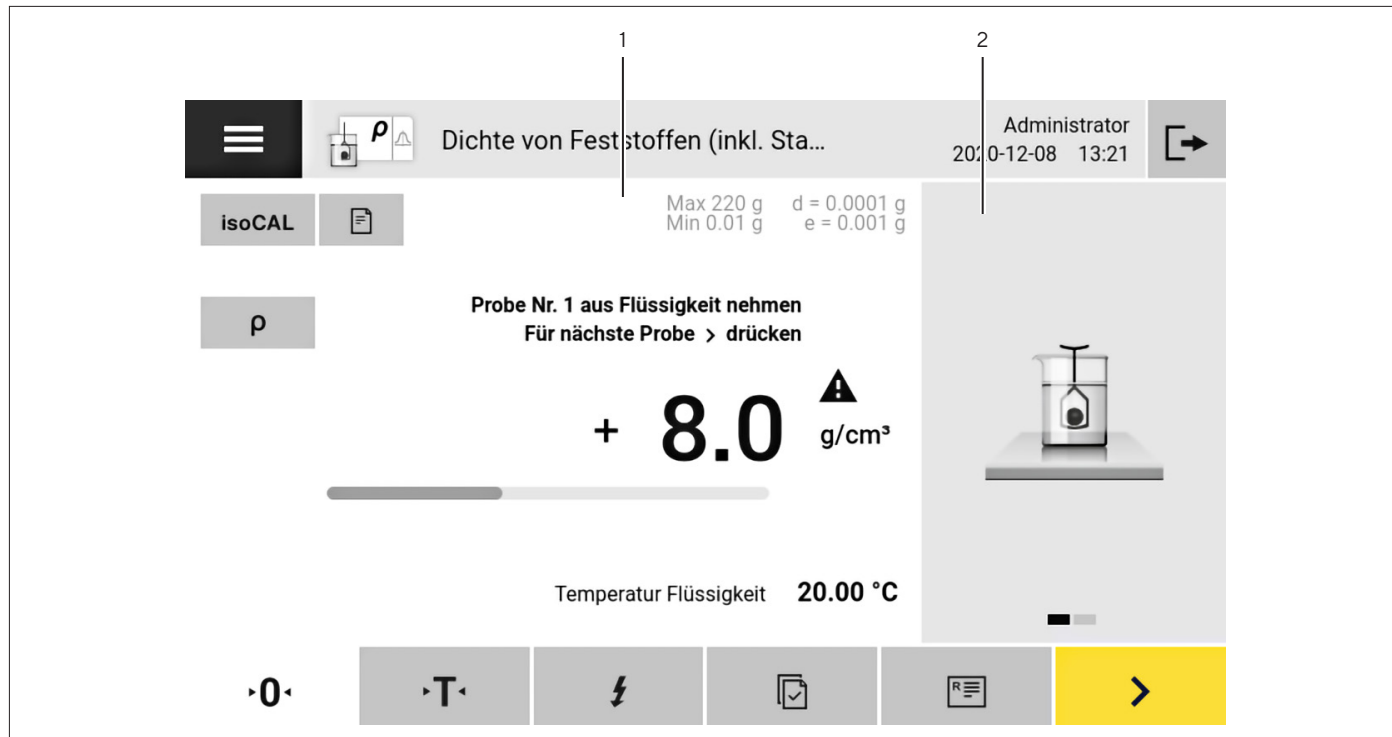 1 2
ρ Dichte von Feststoffen (inkl. Sta... Administrator
2020-12-08 13:21
isoCAL Max 220 g d = 0.0001 g
Min 0.01 g e = 0.001 g
ρ Probe Nr. 1 aus Flüssigkeit nehmen
Für nächste Probe > drücken
+ 8.0 g/cm³
Temperatur Flüssigkeit 20.00 °C
0 T R